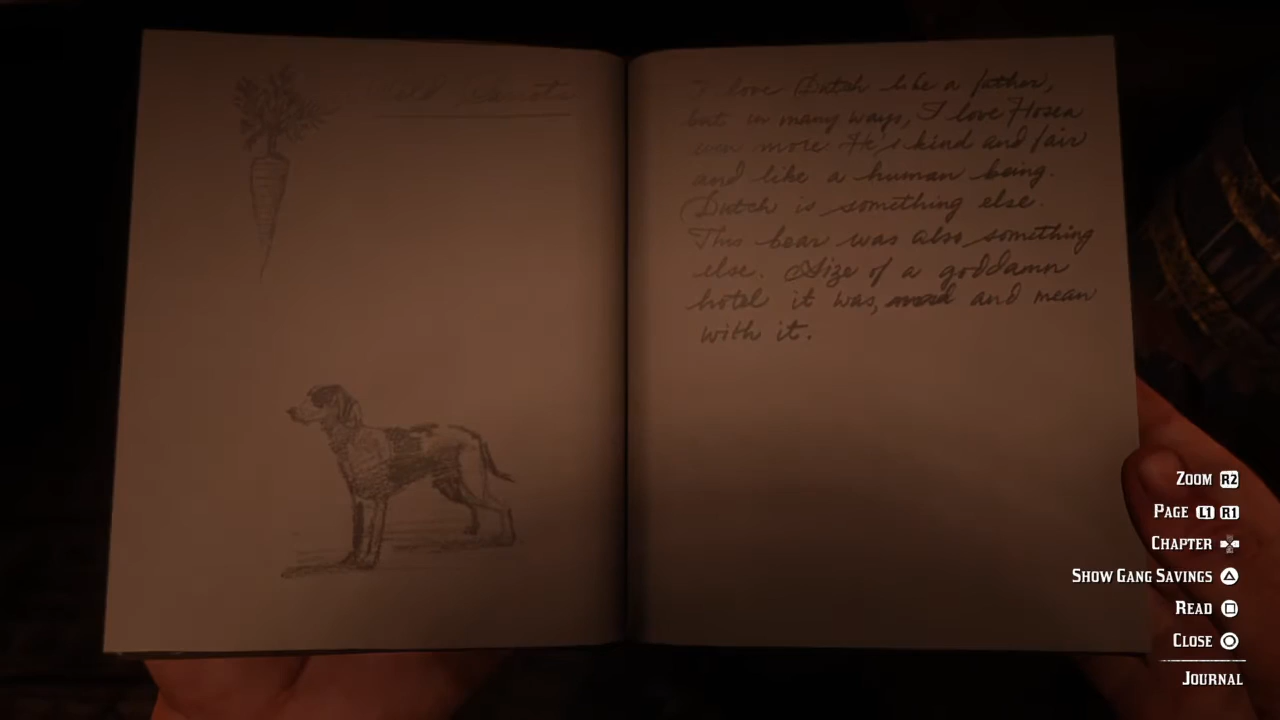 Wild Carrots
I love Dutch like a father,
but in many ways, I love Hosea
even more. He's kind and fair
and like a human being.
Dutch is something else.
This bear was also something
else. Size of a goddamn
hotel it was, and mean
with it.
ZOOM R2
PAGE L1 R1
CHAPTER
SHOW GANG SAVINGS
READ
CLOSE
JOURNAL